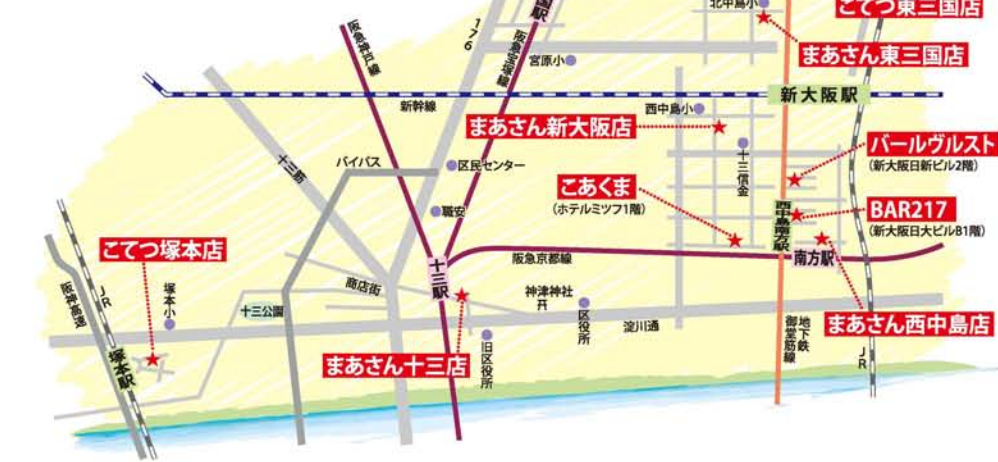 北中島小
こてつ東三国店
国駅
176
阪急神戸線
阪急宝塚線
宮原小
まあさん東三国店
新幹線
新大阪駅
西中島小
まあさん新大阪店
十三信金
バールヴルスト
(新大阪日新ビル2階)
十三筋
バイパス
区民センター
こあくま
(ホテルミツフ1階)
職安
西中島南方駅
BAR217
(新大阪日大ビルB1階)
こてつ塚本店
十三駅
阪急京都線
南方駅
阪神高速
JR
塚本小
商店街
十三公園
神津神社
区役所
淀川通
地下鉄
御堂筋線
まあさん西中島店
JR
塚本駅
まあさん十三店
旧区役所